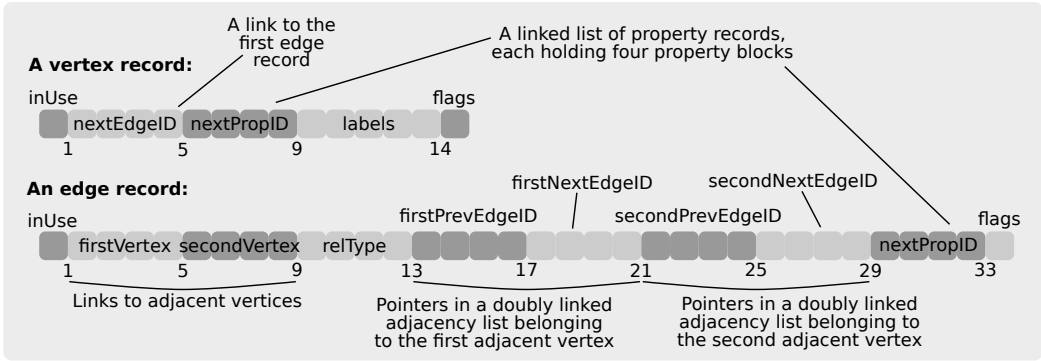 A link to the
first edge
record
A linked list of property records,
each holding four property blocks
A vertex record:
inUse
flags
nextEdgeID nextPropID labels
1 5 9 14
An edge record:
firstNextEdgeID secondNextEdgeID
inUse
firstPrevEdgeID secondPrevEdgeID
flags
firstVertex secondVertex relType nextPropID
1 5 9 13 17 21 25 29 33
Links to adjacent vertices
Pointers in a doubly linked
adjacency list belonging
to the first adjacent vertex
Pointers in a doubly linked
adjacency list belonging to
the second adjacent vertex